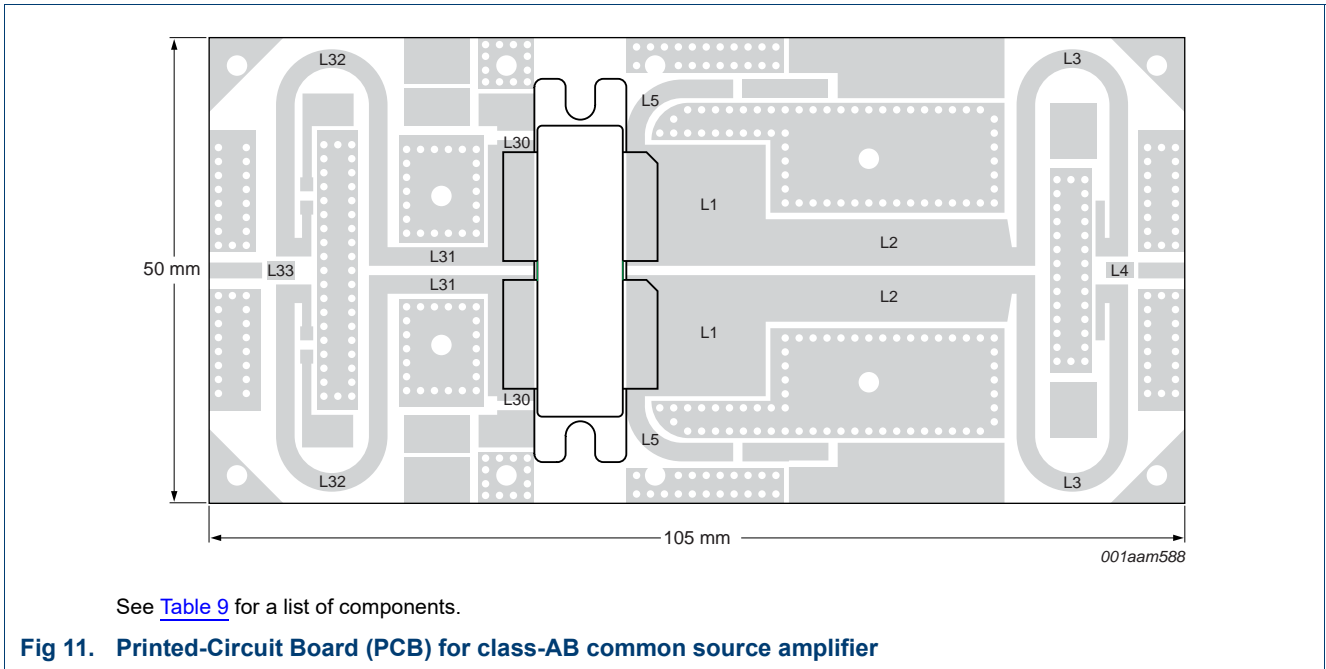 L32
L3
L5
L30
L1
L2
L31
50 mm
L33
L4
L31
L2
L1
L30
L5
L32
L3
105 mm
001aam588
See Table 9 for a list of components.
Fig 11. Printed-Circuit Board (PCB) for class-AB common source amplifier